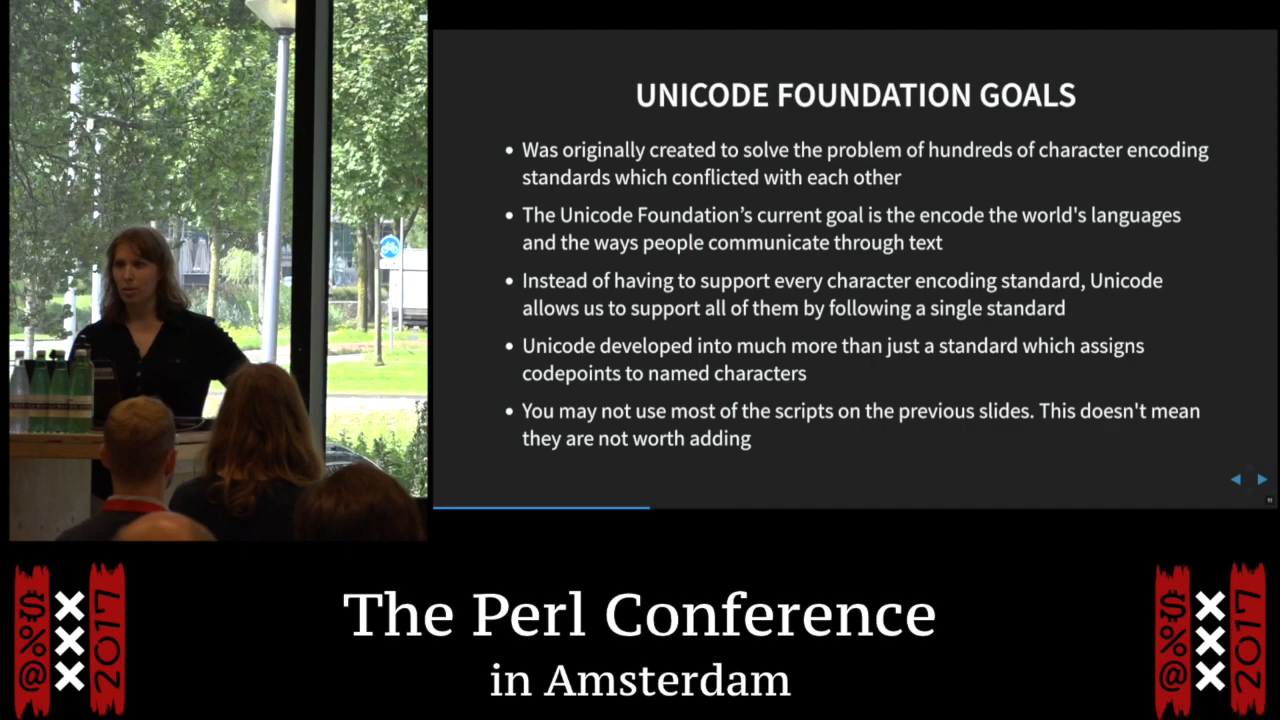 UNICODE FOUNDATION GOALS
• Was originally created to solve the problem of hundreds of character encoding
standards which conflicted with each other
• The Unicode Foundation's current goal is the encode the world's languages
and the ways people communicate through text
• Instead of having to support every character encoding standard, Unicode
allows us to support all of them by following a single standard
• Unicode developed into much more than just a standard which assigns
codepoints to named characters
• You may not use most of the scripts on the previous slides. This doesn't mean
they are not worth adding
11
The Perl Conference
in Amsterdam
@%$
XXX
2017
@%$
XXX
2017